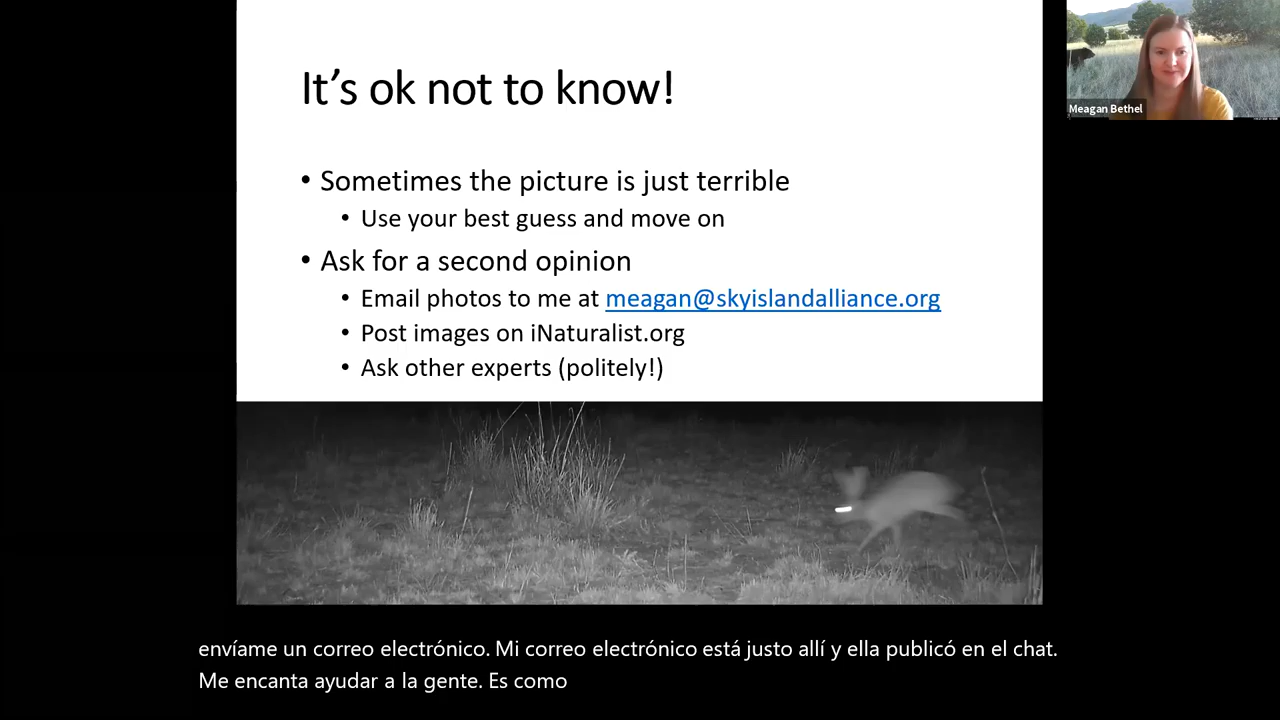 It's ok not to know!
• Sometimes the picture is just terrible
• Use your best guess and move on
• Ask for a second opinion
• Email photos to me at meagan@skyislandalliance.org
• Post images on iNaturalist.org
• Ask other experts (politely!)
Meagan Bethel
envíame un correo electrónico. Mi correo electrónico está justo allí y ella publicó en el chat.
Me encanta ayudar a la gente. Es como